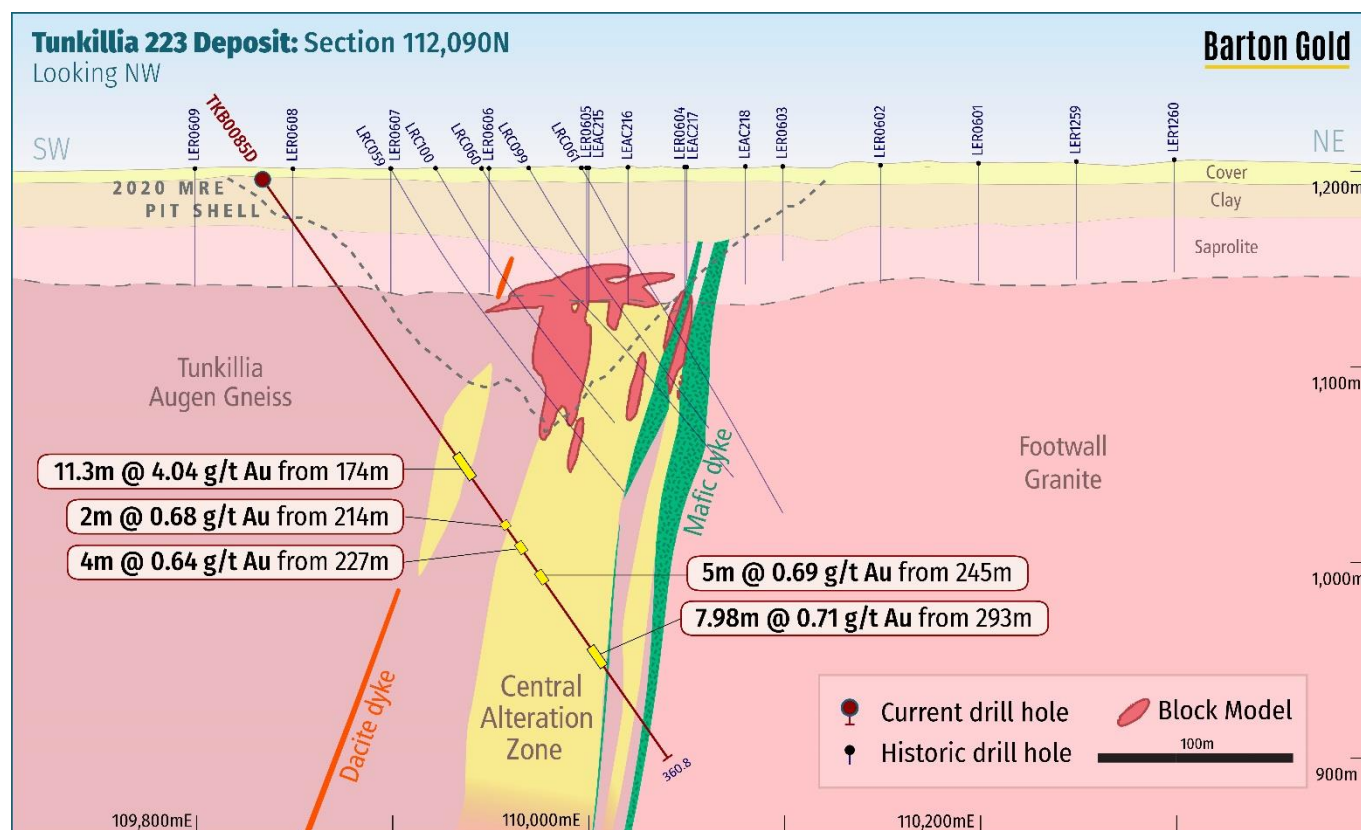 Tunkillia 223 Deposit: Section 112,090N
Looking NW
Barton Gold
SW
NE
LER0609
TKB0085D
LER0608
LRC059
LER0607
LRC100
LRC060
LER0606
LRC099
LRC061
LER0605
LEAC215
LEAC216
LER0604
LEAC217
LEAC218
LER0603
LER0602
LER0601
LER1259
LER1260
2020 MRE
PIT SHELL
Cover
Clay
Saprolite
1,200m
1,100m
1,000m
900m
Tunkillia
Augen Gneiss
Footwall
Granite
Mafic dyke
11.3m @ 4.04 g/t Au from 174m
2m @ 0.68 g/t Au from 214m
4m @ 0.64 g/t Au from 227m
5m @ 0.69 g/t Au from 245m
7.98m @ 0.71 g/t Au from 293m
Dacite dyke
Central
Alteration
Zone
360.8
Current drill hole
Block Model
Historic drill hole
100m
109,800mE
110,000mE
110,200mE